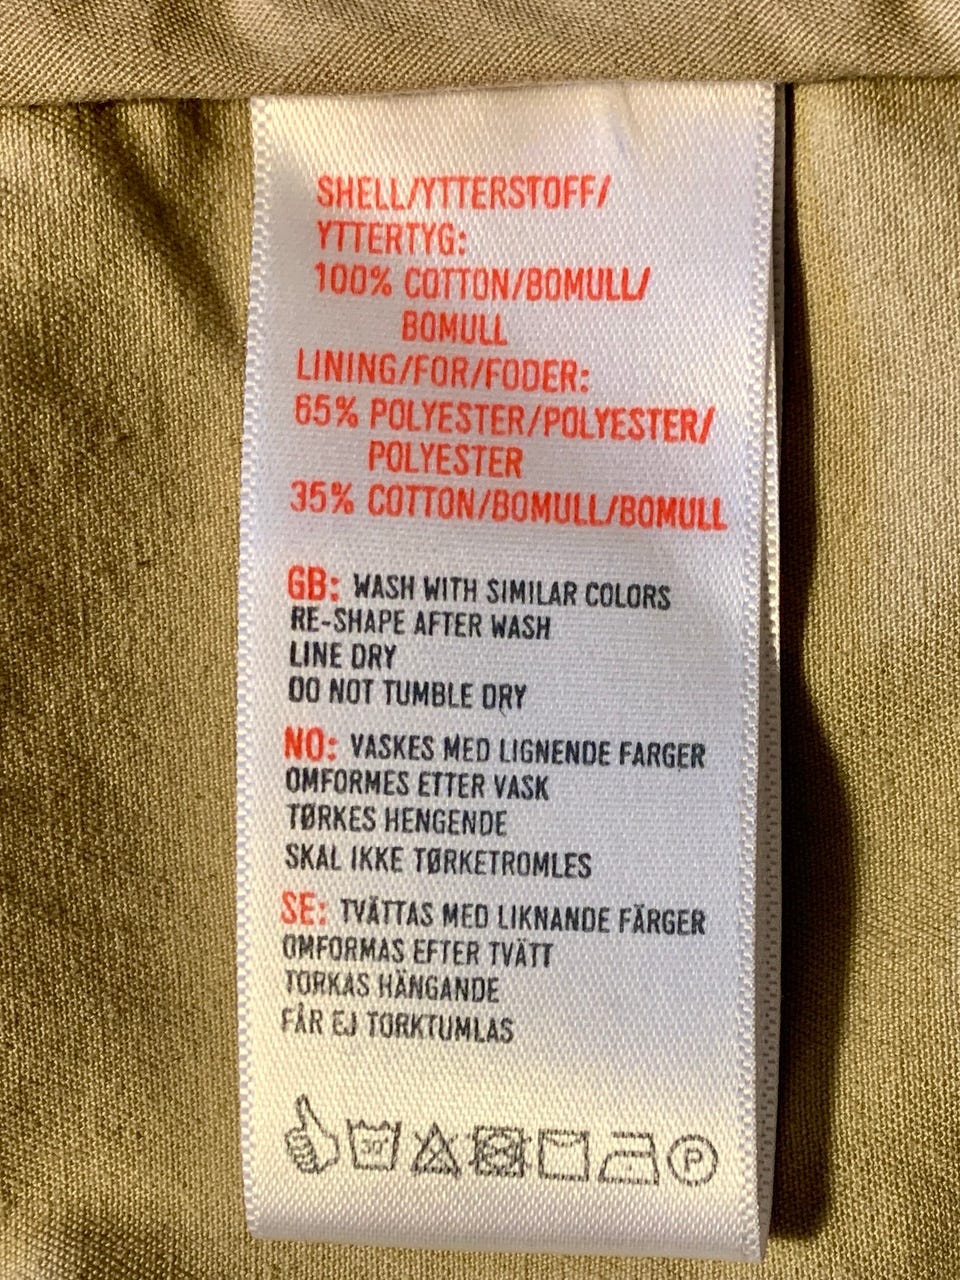 SHELL/YTTERSTOFF/
YTTERTYG:
100% COTTON/BOMULL/
BOMULL
LINING/FOR/FODER:
65% POLYESTER/POLYESTER/
POLYESTER
35% COTTON/BOMULL/BOMULL
GB: WASH WITH SIMILAR COLORS
RE-SHAPE AFTER WASH
LINE DRY
DO NOT TUMBLE DRY
NO: VASKES MED LIGNENDE FARGER
OMFORMES ETTER VASK
TØRKES HENGENDE
SKAL IKKE TØRKETROMLES
SE: TVÄTTAS MED LIKNANDE FÄRGER
OMFORMAS EFTER TVÄTT
TORKAS HÄNGANDE
FÅR EJ TORKTUMLAS
P